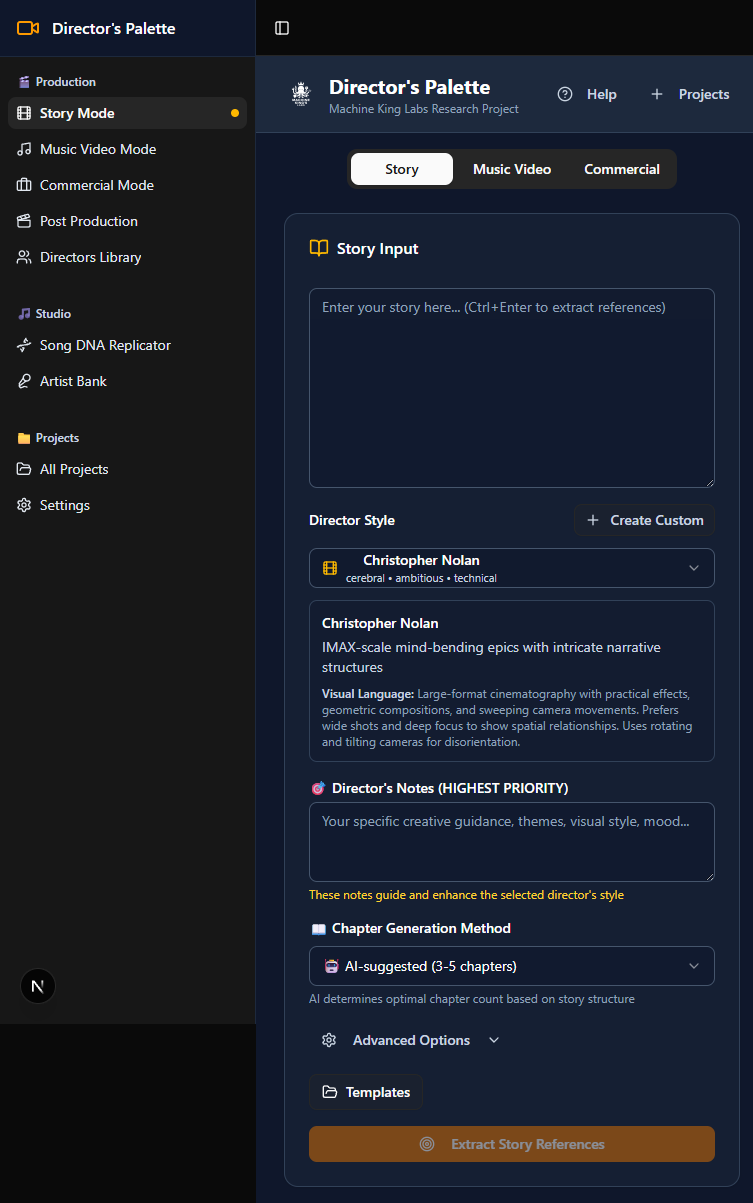 Director's Palette
Production
Story Mode
Music Video Mode
Commercial Mode
Post Production
Directors Library
Studio
Song DNA Replicator
Artist Bank
Projects
All Projects
Settings
N
Director's Palette
Machine King Labs Research Project
Help
Projects
Story
Music Video
Commercial
Story Input
Enter your story here... (Ctrl+Enter to extract references)
Director Style
Create Custom
Christopher Nolan
cerebral • ambitious • technical
Christopher Nolan
IMAX-scale mind-bending epics with intricate narrative
structures
Visual Language: Large-format cinematography with practical effects,
geometric compositions, and sweeping camera movements. Prefers
wide shots and deep focus to show spatial relationships. Uses rotating
and tilting cameras for disorientation.
Director's Notes (HIGHEST PRIORITY)
Your specific creative guidance, themes, visual style, mood...
These notes guide and enhance the selected director's style
Chapter Generation Method
AI-suggested (3-5 chapters)
AI determines optimal chapter count based on story structure
Advanced Options
Templates
Extract Story References